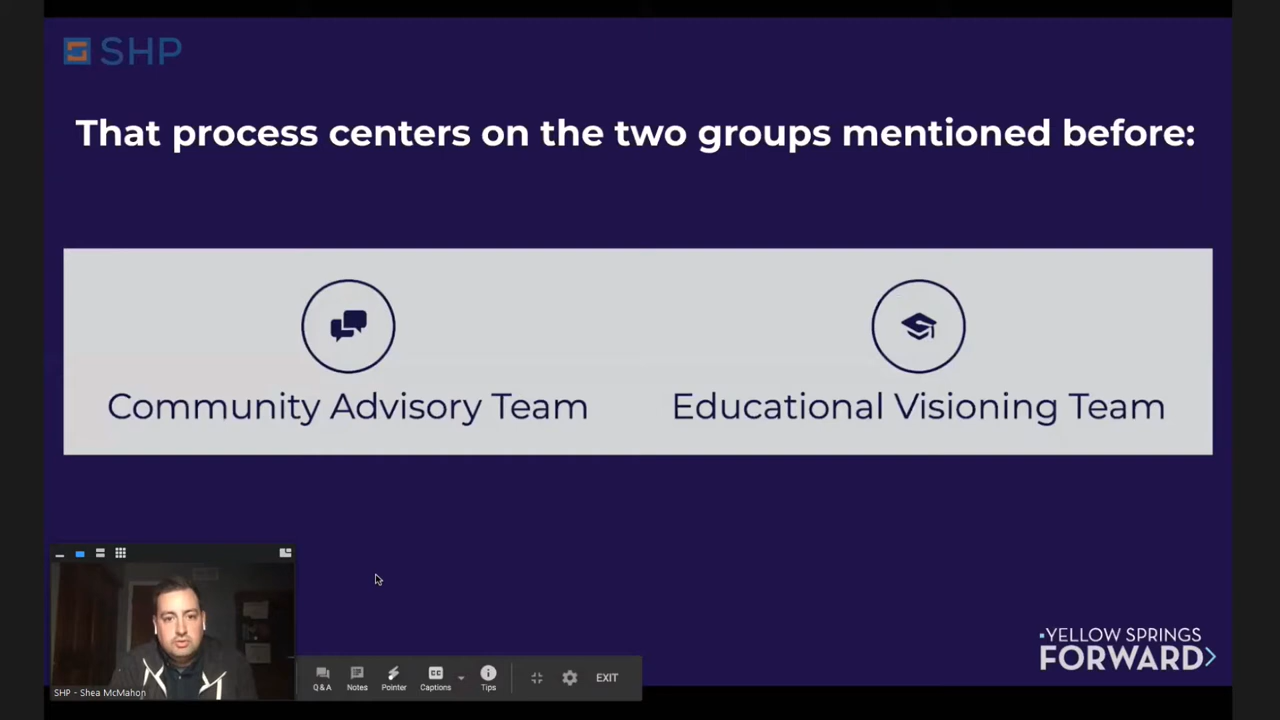 SHP
That process centers on the two groups mentioned before:
Community Advisory Team
Educational Visioning Team
YELLOW SPRINGS
FORWARD
SHP - Shea McMahon
Q & A
Notes
Pointer
Captions
Tips
EXIT